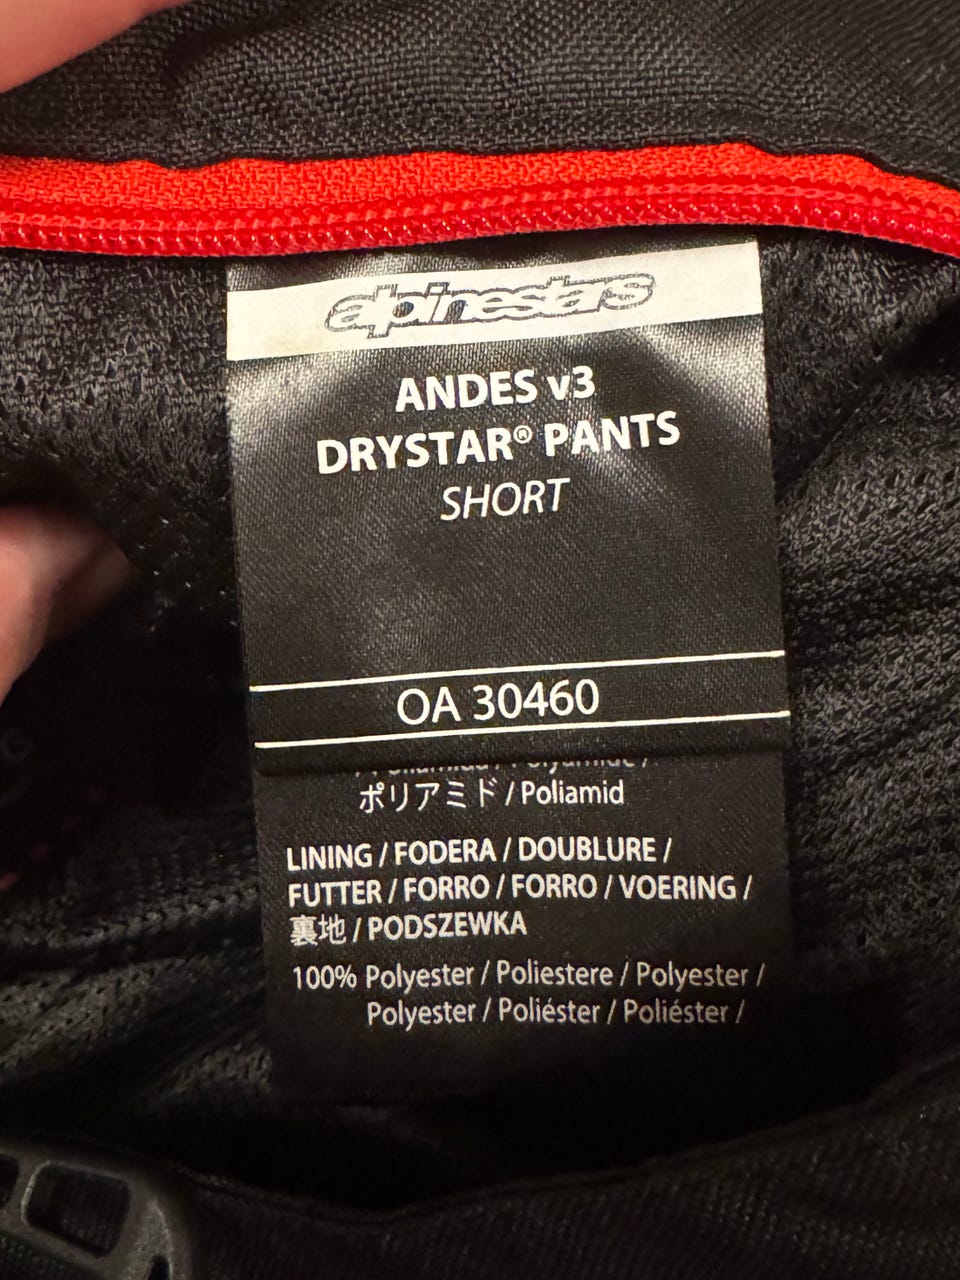 alpinestars
ANDES v3
DRYSTAR® PANTS
SHORT
OA 30460
ポリアミド / Poliamid
LINING / FODERA / DOUBLURE /
FUTTER / FORRO / FORRO / VOERING /
裏地 / PODSZEWKA
100% Polyester / Poliestere / Polyester /
Polyester / Poliéster / Poliéster /